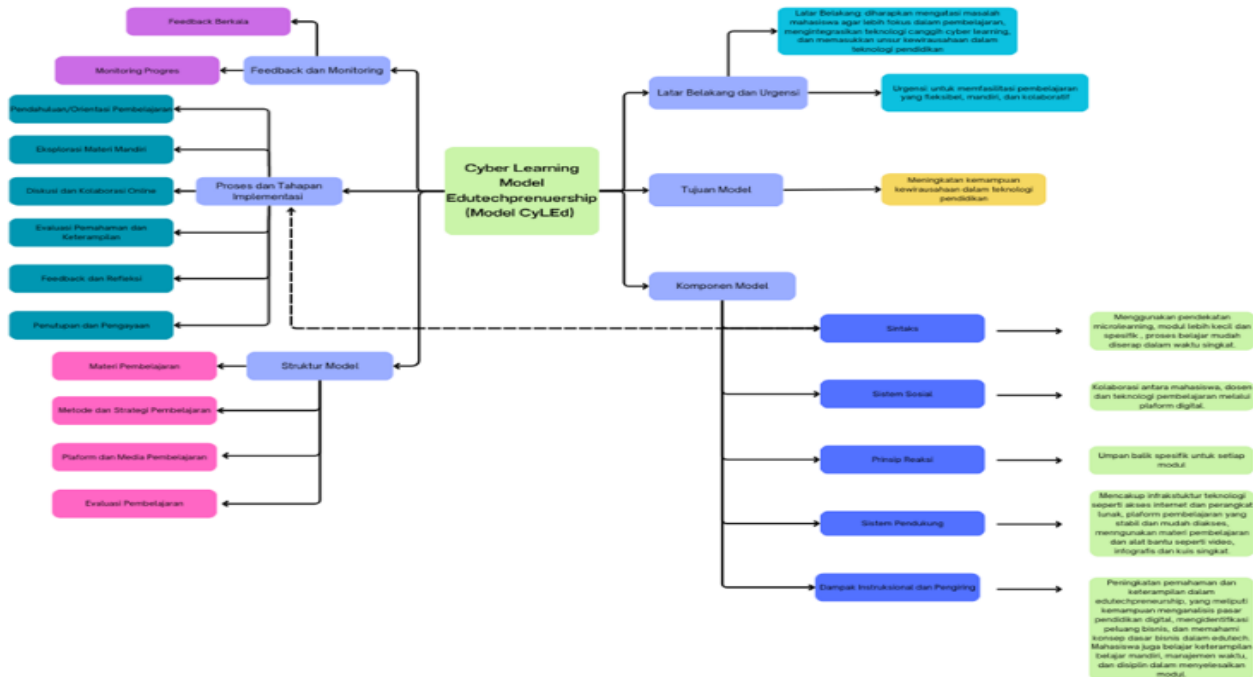 Cyber Learning
Model
Edutechprenuership
(Model CyLEd)
Feedback dan Monitoring
Feedback Berkala
Monitoring Progres
Proses dan Tahapan
Implementasi
Pendahuluan/Orientasi Pembelajaran
Eksplorasi Materi Mandiri
Diskusi dan Kolaborasi Online
Evaluasi Pemahaman dan
Keterampilan
Feedback dan Refleksi
Penutupan dan Pengayaan
Struktur Model
Materi Pembelajaran
Metode dan Strategi Pembelajaran
Plaform dan Media Pembelajaran
Evaluasi Pembelajaran
Latar Belakang dan Urgensi
Latar Belakang: diharapkan mengatasi masalah
mahasiswa agar lebih fokus dalam pembelajaran,
mengintegrasikan teknologi canggih cyber learning,
dan memasukkan unsur kewirausahaan dalam
teknologi pendidikan
Urgensi: untuk memfasilitasi pembelajaran
yang fleksibel, mandiri, dan kolaboratif
Tujuan Model
Meningkatan kemampuan
kewirausahaan dalam teknologi
pendidikan
Komponen Model
Sintaks
Menggunakan pendekatan
microlearning, modul lebih kecil dan
spesifik , proses belajar mudah
diserap dalam waktu singkat.
Sistem Sosial
Kolaborasi antara mahasiswa, dosen
dan teknologi pembelajaran melalui
plaform digital.
Prinsip Reaksi
Umpan balik spesifik untuk setiap
modul
Sistem Pendukung
Mencakup infrakstuktur teknologi
seperti akses internet dan perangkat
lunak, plaform pembelajaran yang
stabil dan mudah diakses,
menngunakan materi pembelajaran
dan alat bantu seperti video,
infografis dan kuis singkat.
Dampak Instruksional dan Pengiring
Peningkatan pemahaman dan
keterampilan dalam
edutechpreneurship, yang meliputi
kemampuan menganalisis pasar
pendidikan digital, mengidentifikasi
peluang bisnis, dan memahami
konsep dasar bisnis dalam edutech.
Mahasiswa juga belajar keterampilan
belajar mandiri, manajemen waktu,
dan disiplin dalam menyelesaikan
modul.